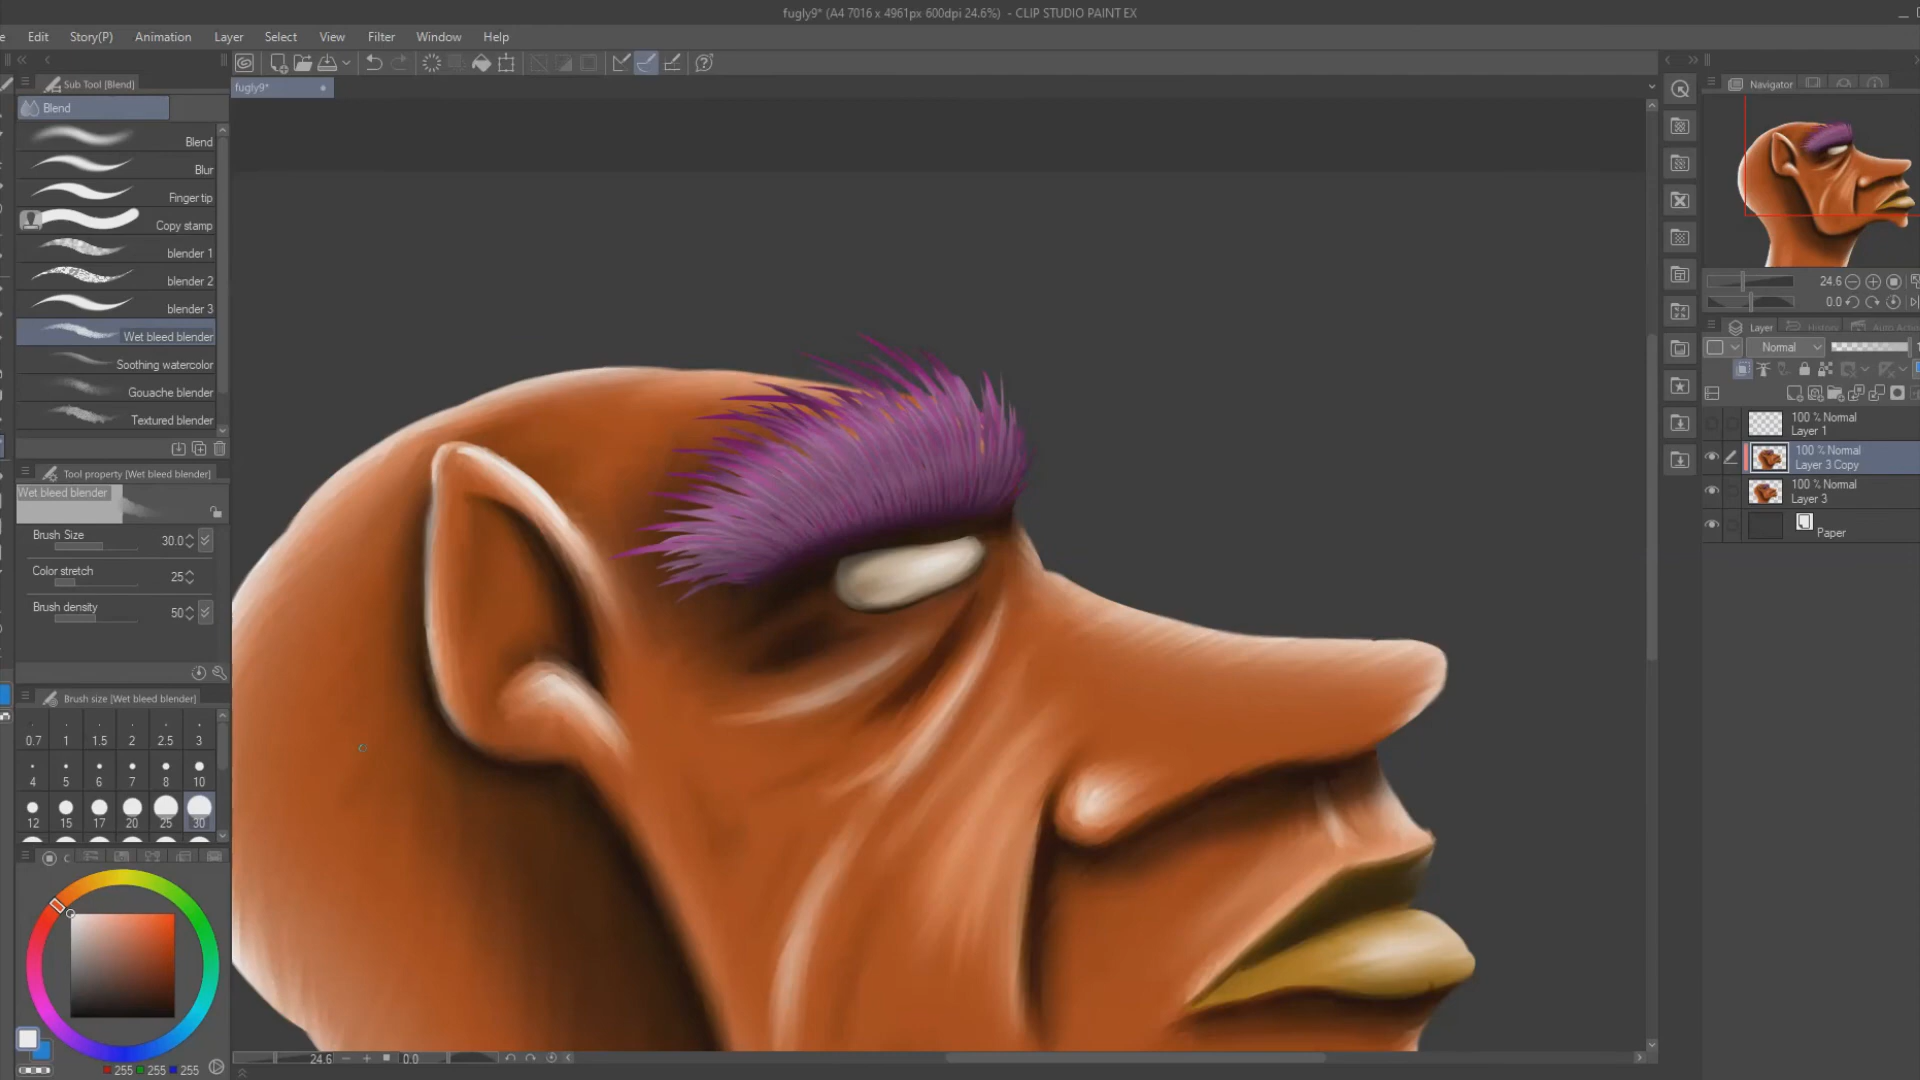 fugly9* (A4 7016 x 4961px 600dpi 24.6%) - CLIP STUDIO PAINT EX
e Edit Story(P) Animation Layer Select View Filter Window Help
Sub Tool [Blend]
fugly9*
Navigator
Blend
Blend
Blur
Finger tip
Copy stamp
blender 1
blender 2
blender 3
Wet bleed blender
Soothing watercolor
Gouache blender
Textured blender
Tool property [Wet bleed blender]
Wet bleed blender
Brush Size 30.0
Color stretch 25
Brush density 50
Brush size [Wet bleed blender]
0.7 1 1.5 2 2.5 3
4 5 6 7 8 10
12 15 17 20 25 30
255 255 255
24.6 0.0
24.6
0.0
Layer History Auto Action
Normal
100 % Normal
Layer 1
100 % Normal
Layer 3 Copy
100 % Normal
Layer 3
Paper